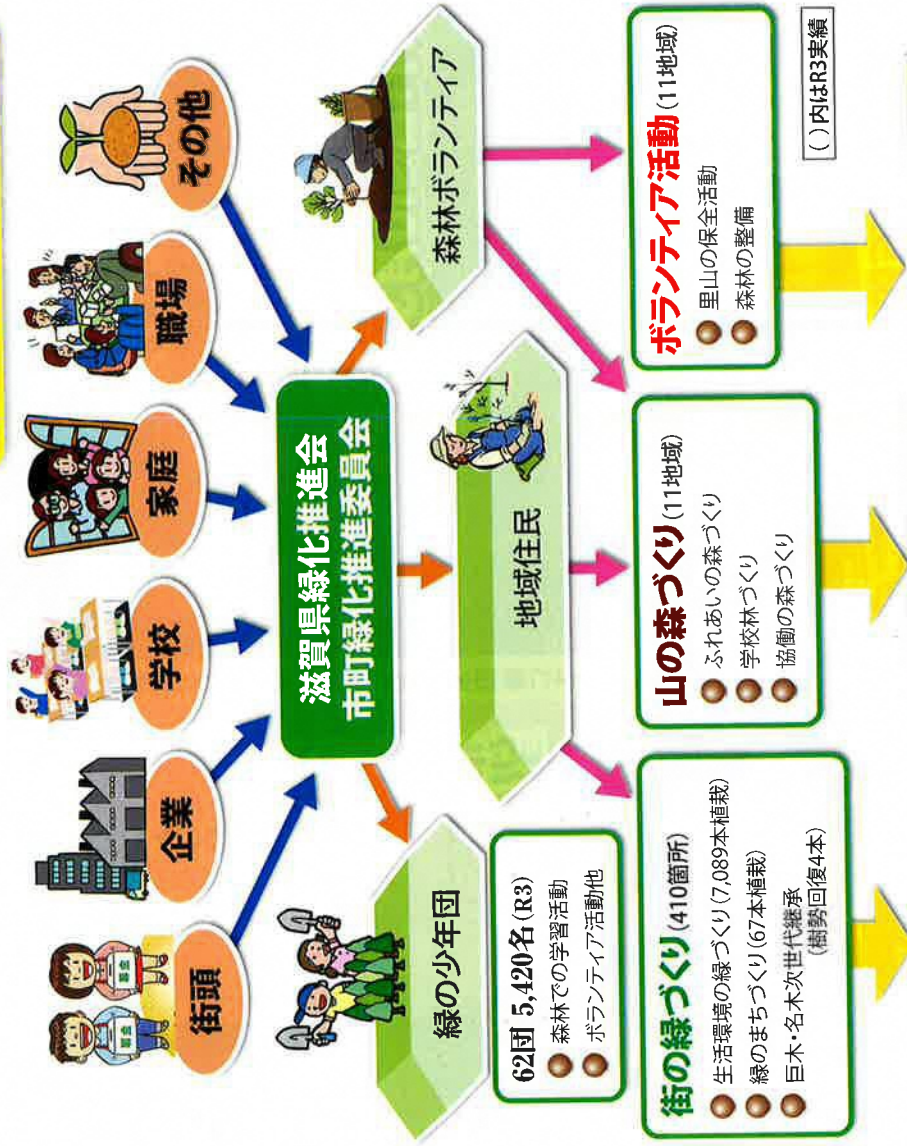 街頭
企業
学校
家庭
職場
その他
滋賀県緑化推進会
市町緑化推進委員会
緑の少年団
地域住民
森林ボランティア
62団 5,420名(R3)
森林での学習活動
ボランティア活動他
街の緑づくり(410箇所)
生活環境の緑づくり(7,089本植栽)
緑のまちづくり(67本植栽)
巨木・名木次世代継承
(樹勢回復4本)
山の森づくり(11地域)
ふれあいの森づくり
学校林づくり
協働の森づくり
ボランティア活動(11地域)
里山の保全活動
森林の整備
( )内はR3実績